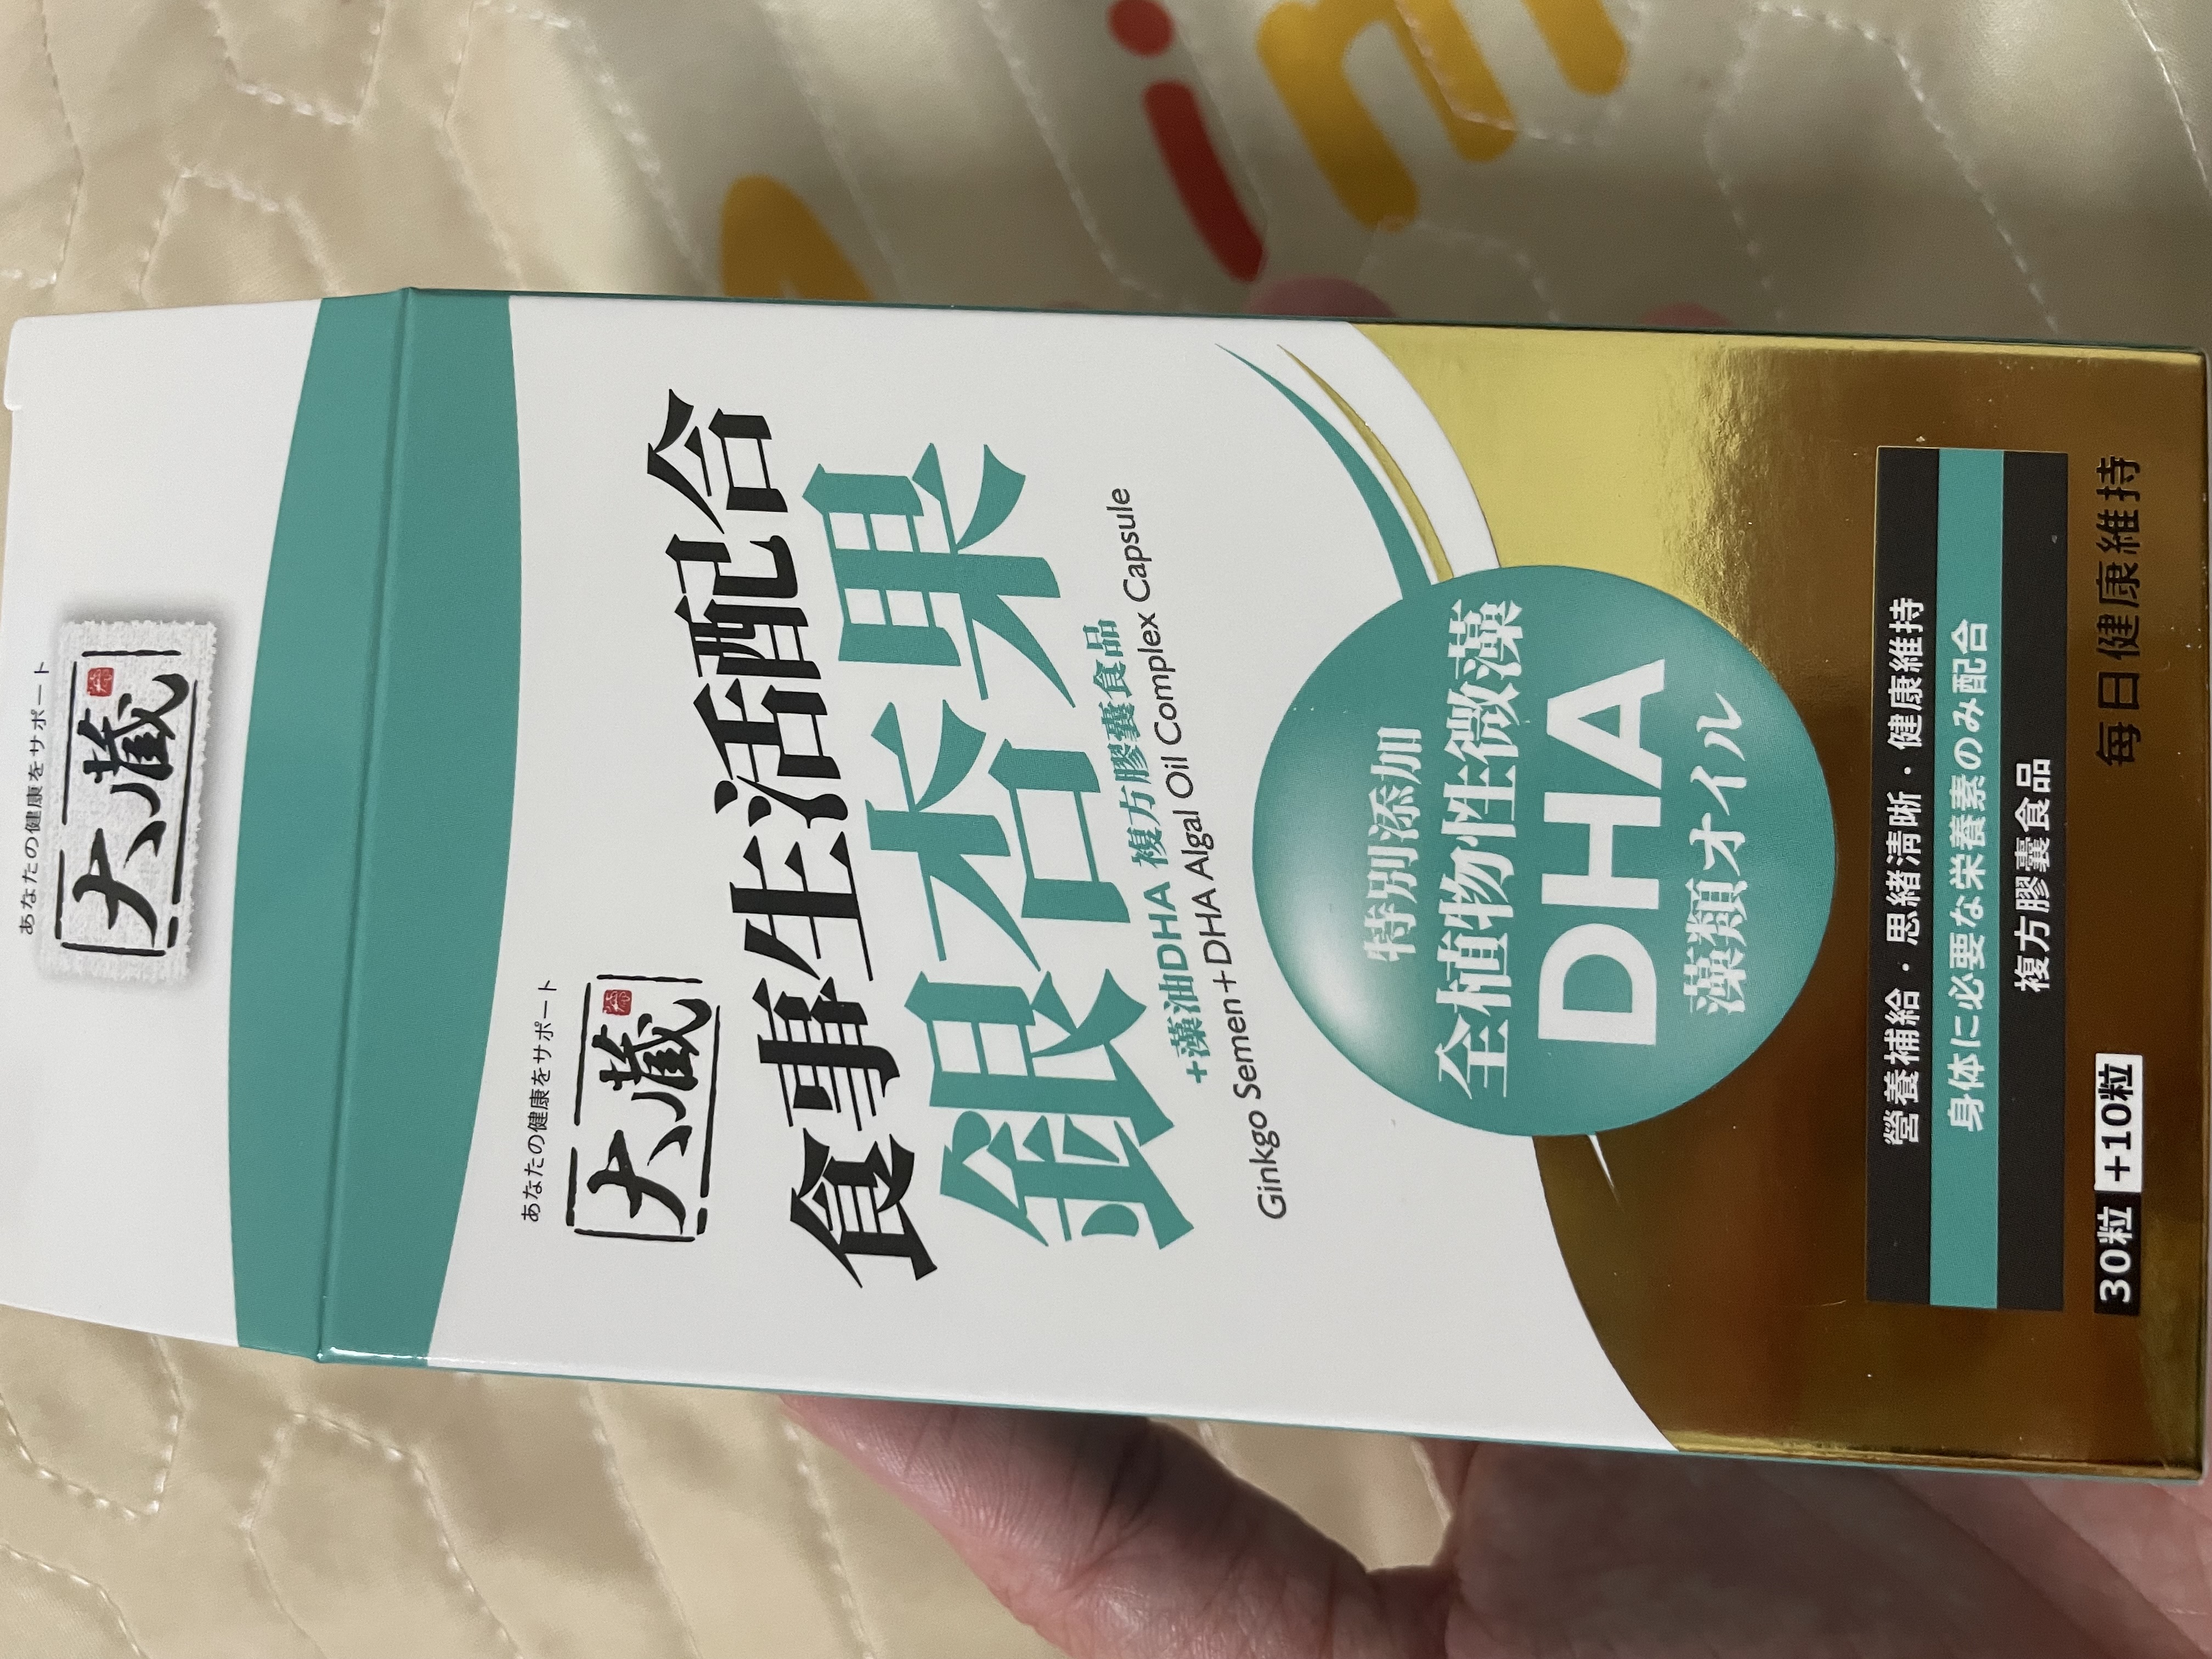 あなたの健康をサポート
大蔵
あなたの健康をサポート
大蔵
食事生活配合
銀杏果
+藻油DHA 複方膠囊食品
Ginkgo Semen+DHA Algal Oil Complex Capsule
特別添加
全植物性微藻
DHA
藻類オイル
營養補給・思緒清晰・健康維持
身体に必要な栄養素のみ配合
複方膠囊食品
30粒 +10粒 每日健康維持
in